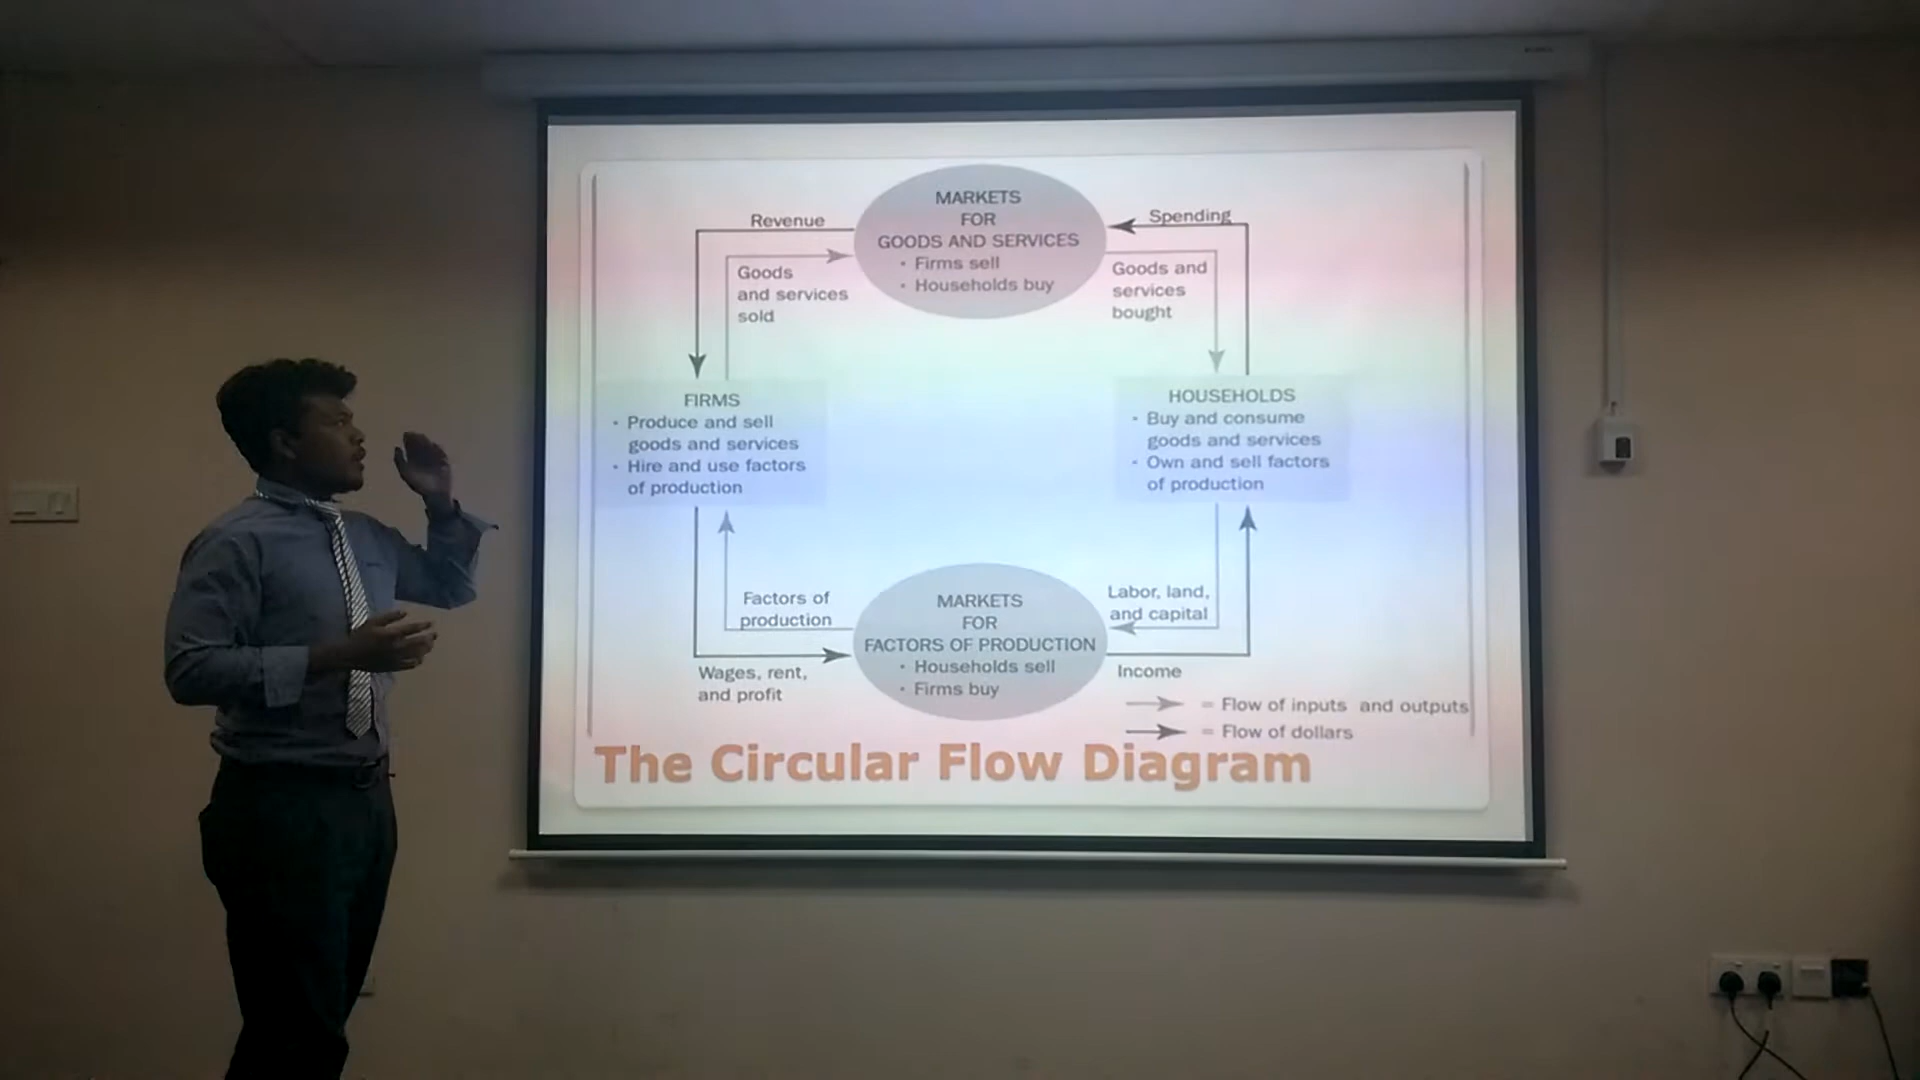 MARKETS
FOR
GOODS AND SERVICES
• Firms sell
• Households buy
Revenue
Spending
Goods
and services
sold
Goods and
services
bought
FIRMS
• Produce and sell
goods and services
• Hire and use factors
of production
HOUSEHOLDS
• Buy and consume
goods and services
• Own and sell factors
of production
Factors of
production
Labor, land,
and capital
MARKETS
FOR
FACTORS OF PRODUCTION
• Households sell
• Firms buy
Wages, rent,
and profit
Income
= Flow of inputs and outputs
= Flow of dollars
The Circular Flow Diagram